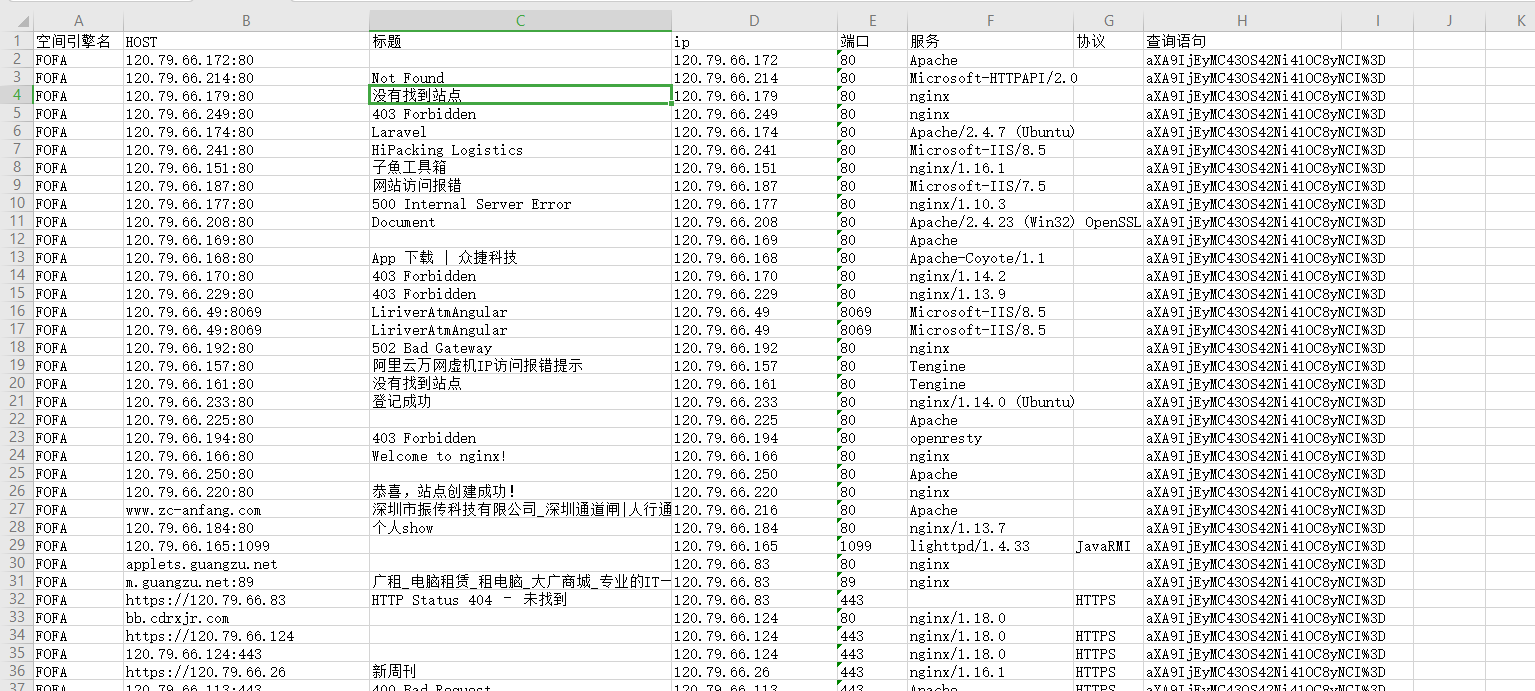 A B C D E F G H I J K
1 空间引擎名 HOST 标题 ip 端口 服务 协议 查询语句
2 FOFA 120.79.66.172:80 120.79.66.172 80 Apache aXA9IjEyMC43OS42Ni41OC8yNCI%3D
3 FOFA 120.79.66.214:80 Not Found 120.79.66.214 80 Microsoft-HTTPAPI/2.0 aXA9IjEyMC43OS42Ni41OC8yNCI%3D
4 FOFA 120.79.66.179:80 没有找到站点 120.79.66.179 80 nginx aXA9IjEyMC43OS42Ni41OC8yNCI%3D
5 FOFA 120.79.66.249:80 403 Forbidden 120.79.66.249 80 nginx aXA9IjEyMC43OS42Ni41OC8yNCI%3D
6 FOFA 120.79.66.174:80 Laravel 120.79.66.174 80 Apache/2.4.7 (Ubuntu) aXA9IjEyMC43OS42Ni41OC8yNCI%3D
7 FOFA 120.79.66.241:80 HiPacking Logistics 120.79.66.241 80 Microsoft-IIS/8.5 aXA9IjEyMC43OS42Ni41OC8yNCI%3D
8 FOFA 120.79.66.151:80 子魚工具箱 120.79.66.151 80 nginx/1.16.1 aXA9IjEyMC43OS42Ni41OC8yNCI%3D
9 FOFA 120.79.66.187:80 网站访问报错 120.79.66.187 80 Microsoft-IIS/7.5 aXA9IjEyMC43OS42Ni41OC8yNCI%3D
10 FOFA 120.79.66.177:80 500 Internal Server Error 120.79.66.177 80 nginx/1.10.3 aXA9IjEyMC43OS42Ni41OC8yNCI%3D
11 FOFA 120.79.66.208:80 Document 120.79.66.208 80 Apache/2.4.23 (Win32) OpenSSL aXA9IjEyMC43OS42Ni41OC8yNCI%3D
12 FOFA 120.79.66.169:80 120.79.66.169 80 Apache aXA9IjEyMC43OS42Ni41OC8yNCI%3D
13 FOFA 120.79.66.168:80 App 下载 | 众捷科技 120.79.66.168 80 Apache-Coyote/1.1 aXA9IjEyMC43OS42Ni41OC8yNCI%3D
14 FOFA 120.79.66.170:80 403 Forbidden 120.79.66.170 80 nginx/1.14.2 aXA9IjEyMC43OS42Ni41OC8yNCI%3D
15 FOFA 120.79.66.229:80 403 Forbidden 120.79.66.229 80 nginx/1.13.9 aXA9IjEyMC43OS42Ni41OC8yNCI%3D
16 FOFA 120.79.66.49:8069 LiriverAtmAngular 120.79.66.49 8069 Microsoft-IIS/8.5 aXA9IjEyMC43OS42Ni41OC8yNCI%3D
17 FOFA 120.79.66.49:8069 LiriverAtmAngular 120.79.66.49 8069 Microsoft-IIS/8.5 aXA9IjEyMC43OS42Ni41OC8yNCI%3D
18 FOFA 120.79.66.192:80 502 Bad Gateway 120.79.66.192 80 nginx aXA9IjEyMC43OS42Ni41OC8yNCI%3D
19 FOFA 120.79.66.157:80 阿里云万网虚机IP访问报错提示 120.79.66.157 80 Tengine aXA9IjEyMC43OS42Ni41OC8yNCI%3D
20 FOFA 120.79.66.161:80 没有找到站点 120.79.66.161 80 Tengine aXA9IjEyMC43OS42Ni41OC8yNCI%3D
21 FOFA 120.79.66.233:80 登记成功 120.79.66.233 80 nginx/1.14.0 (Ubuntu) aXA9IjEyMC43OS42Ni41OC8yNCI%3D
22 FOFA 120.79.66.225:80 120.79.66.225 80 Apache aXA9IjEyMC43OS42Ni41OC8yNCI%3D
23 FOFA 120.79.66.194:80 403 Forbidden 120.79.66.194 80 openresty aXA9IjEyMC43OS42Ni41OC8yNCI%3D
24 FOFA 120.79.66.166:80 Welcome to nginx! 120.79.66.166 80 nginx aXA9IjEyMC43OS42Ni41OC8yNCI%3D
25 FOFA 120.79.66.250:80 120.79.66.250 80 Apache aXA9IjEyMC43OS42Ni41OC8yNCI%3D
26 FOFA 120.79.66.220:80 恭喜，站点创建成功！ 120.79.66.220 80 nginx aXA9IjEyMC43OS42Ni41OC8yNCI%3D
27 FOFA www.zc-anfang.com 深圳市振传科技有限公司_深圳通道闸|人行通 120.79.66.216 80 Apache aXA9IjEyMC43OS42Ni41OC8yNCI%3D
28 FOFA 120.79.66.184:80 个人show 120.79.66.184 80 nginx/1.13.7 aXA9IjEyMC43OS42Ni41OC8yNCI%3D
29 FOFA 120.79.66.165:1099 120.79.66.165 1099 lighttpd/1.4.33 JavaRMI aXA9IjEyMC43OS42Ni41OC8yNCI%3D
30 FOFA applets.guangzu.net 120.79.66.83 80 nginx aXA9IjEyMC43OS42Ni41OC8yNCI%3D
31 FOFA m.guangzu.net:89 广租_电脑租赁_租电脑_大广商城_专业的IT一 120.79.66.83 89 nginx aXA9IjEyMC43OS42Ni41OC8yNCI%3D
32 FOFA https://120.79.66.83 HTTP Status 404 – 未找到 120.79.66.83 443 HTTPS aXA9IjEyMC43OS42Ni41OC8yNCI%3D
33 FOFA bb.cdrxjr.com 120.79.66.124 80 nginx/1.18.0 aXA9IjEyMC43OS42Ni41OC8yNCI%3D
34 FOFA https://120.79.66.124 120.79.66.124 443 nginx/1.18.0 HTTPS aXA9IjEyMC43OS42Ni41OC8yNCI%3D
35 FOFA 120.79.66.124:443 120.79.66.124 443 nginx/1.18.0 HTTPS aXA9IjEyMC43OS42Ni41OC8yNCI%3D
36 FOFA https://120.79.66.26 新周刊 120.79.66.26 443 nginx/1.16.1 HTTPS aXA9IjEyMC43OS42Ni41OC8yNCI%3D
37 FOFA 120.79.66.113:443 400 Bad Request 120.79.66.113 443 Apache HTTPS aXA9IjEyMC43OS42Ni41OC8yNCI%3D